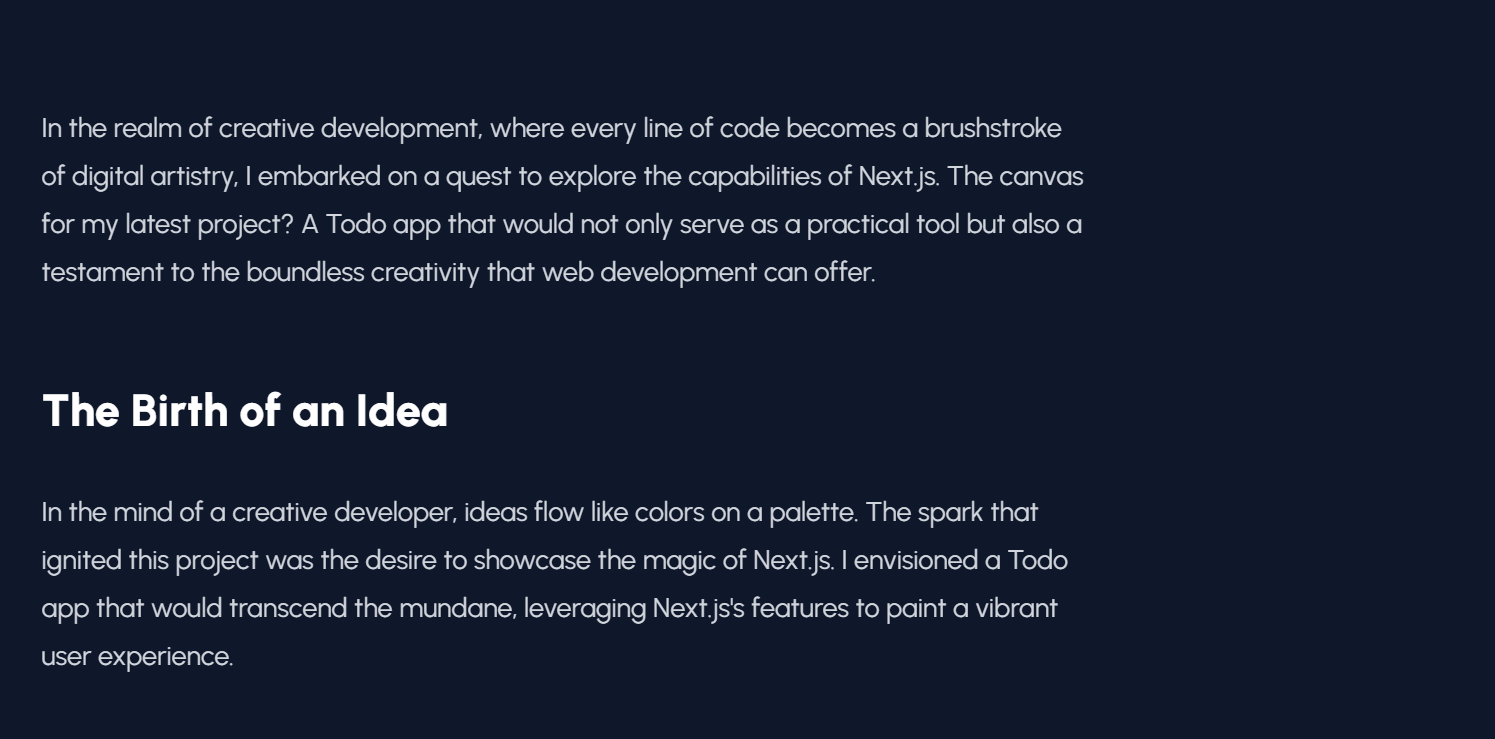 In the realm of creative development, where every line of code becomes a brushstroke
of digital artistry, I embarked on a quest to explore the capabilities of Next.js. The canvas
for my latest project? A Todo app that would not only serve as a practical tool but also a
testament to the boundless creativity that web development can offer.
The Birth of an Idea
In the mind of a creative developer, ideas flow like colors on a palette. The spark that
ignited this project was the desire to showcase the magic of Next.js. I envisioned a Todo
app that would transcend the mundane, leveraging Next.js's features to paint a vibrant
user experience.